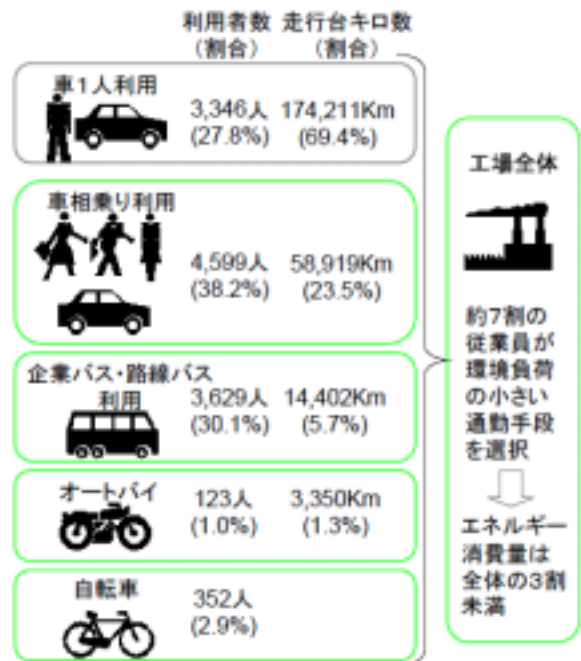 利用者数 走行台キロ数
(割合) (割合)
車1人利用
3,346人 174,211Km
(27.8%) (69.4%)
車相乗り利用
4,599人 58,919Km
(38.2%) (23.5%)
企業バス・路線バス
利用 3,629人 14,402Km
(30.1%) (5.7%)
オートバイ 123人 3,350Km
(1.0%) (1.3%)
自転車 352人
(2.9%)
工場全体
約7割の
従業員が
環境負荷
の小さい
通勤手段
を選択
エネルギー
消費量は
全体の3割
未満